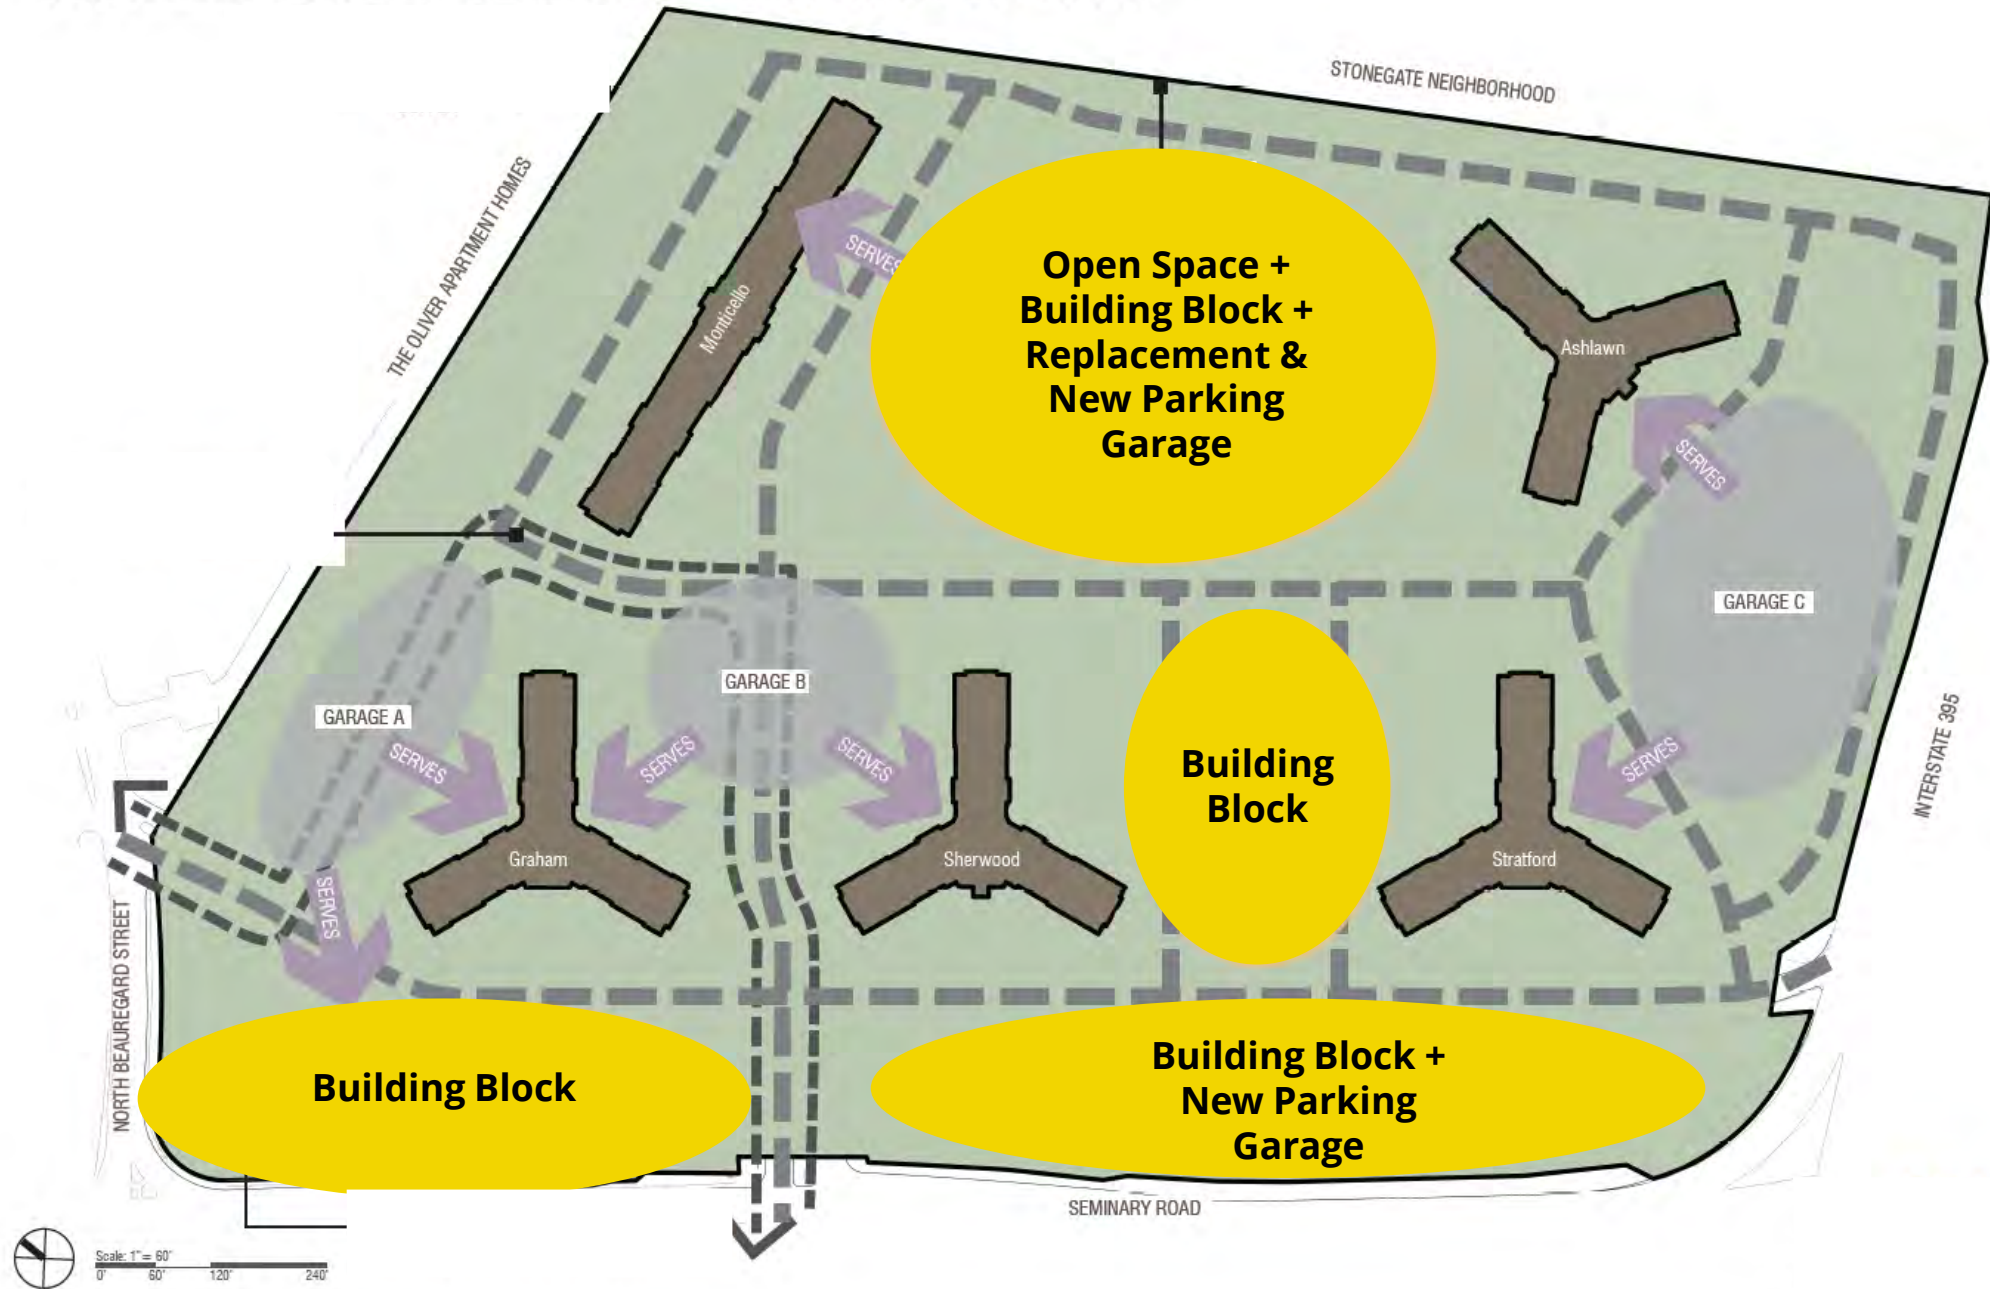 STONEGATE NEIGHBORHOOD
THE OLIVER APARTMENT HOMES
SERVES
Monticello
Open Space +
Building Block +
Replacement &
New Parking
Garage
Ashlawn
SERVES
GARAGE C
GARAGE A
GARAGE B
SERVES
SERVES
SERVES
SERVES
INTERSTATE 395
Building
Block
Graham
Sherwood
Stratford
SERVES
NORTH BEAUREGARD STREET
Building Block
Building Block +
New Parking
Garage
SEMINARY ROAD
Scale: 1" = 60'
0' 60' 120' 240'